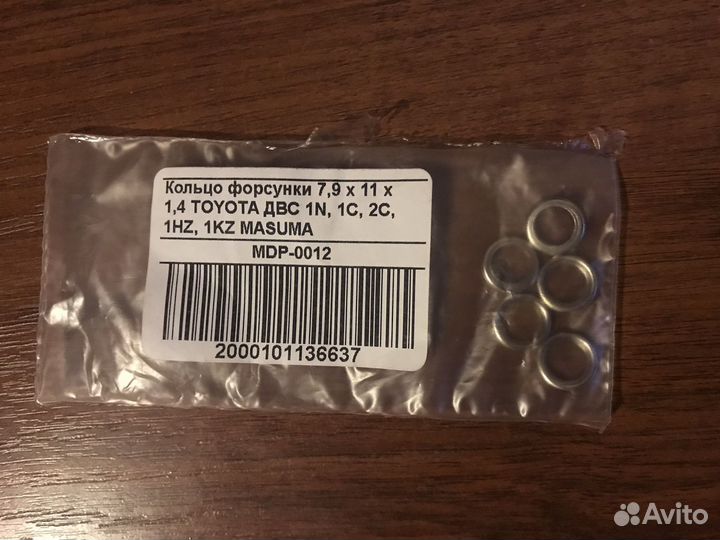 Кольцо форсунки 7,9 х 11 х
1,4 TOYOTA ДВС 1N, 1C, 2C,
1HZ, 1KZ MASUMA
MDP-0012
2000101136637
Avito